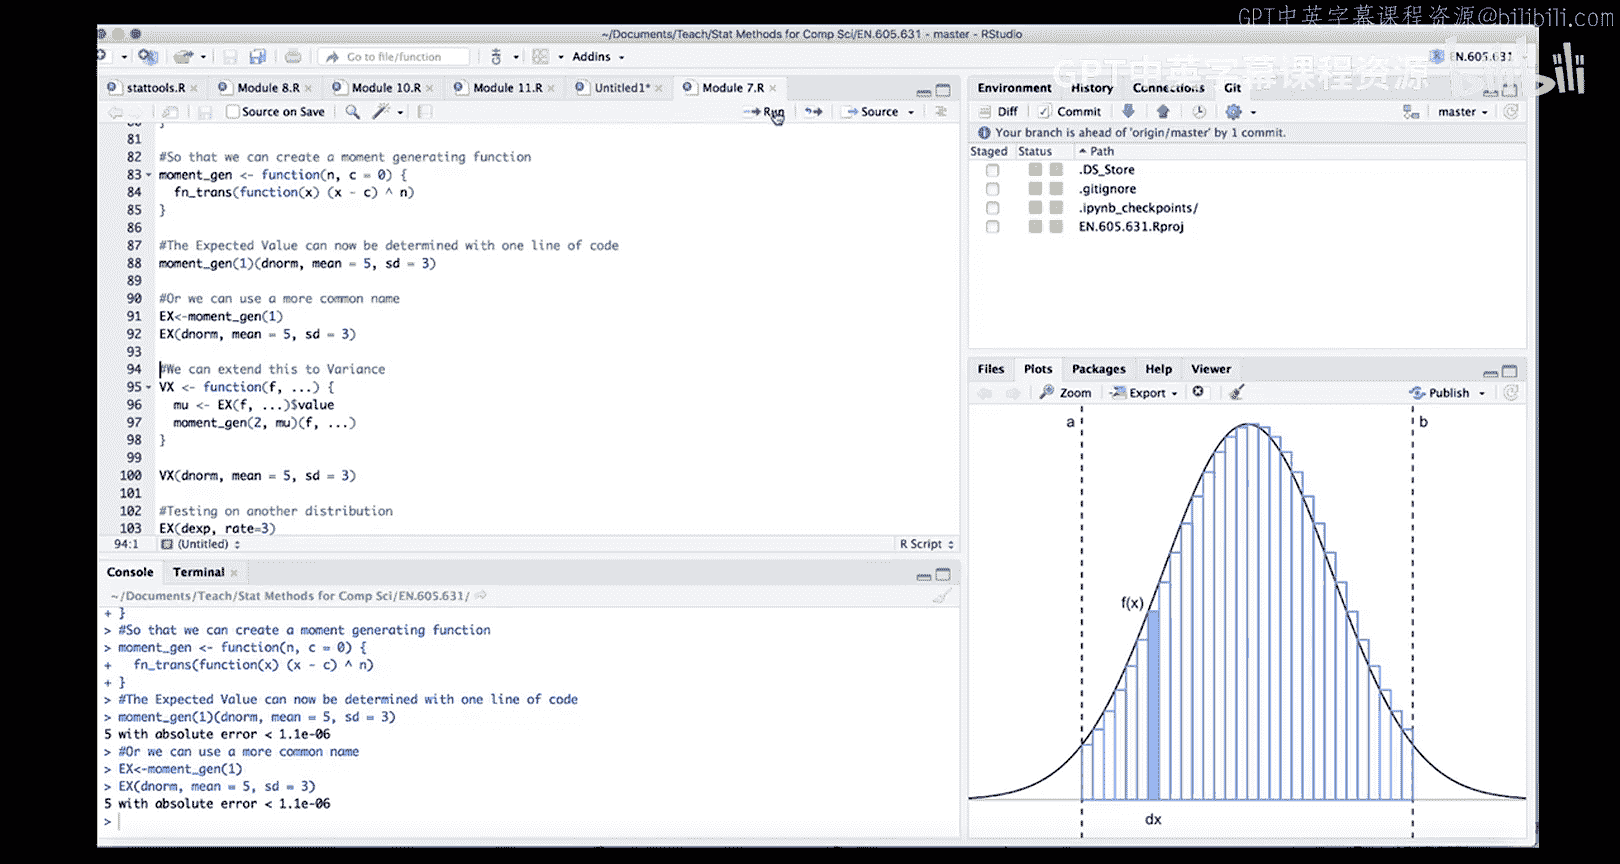 GPT中英字幕课程资源@bilibili.com
~/Documents/Teach/Stat Methods for Comp Sci/EN.605.631 - master - RStudio
Go to file/function
Addins
EN.605.631
GPT中英字幕课程资源
stattools.R
Module 8.R
Module 10.R
Module 11.R
Untitled1*
Module 7.R
Source on Save
Run
Source
81
82 #So that we can create a moment generating function
83 moment_gen <- function(n, c = 0) {
84 fn_trans(function(x) (x - c) ^ n)
85 }
86
87 #The Expected Value can now be determined with one line of code
88 moment_gen(1)(dnorm, mean = 5, sd = 3)
89
90 #Or we can use a more common name
91 EX<-moment_gen(1)
92 EX(dnorm, mean = 5, sd = 3)
93
94 #We can extend this to Variance
95 VX <- function(f, ...) {
96 mu <- EX(f, ...)$value
97 moment_gen(2, mu)(f, ...)
98 }
99
100 VX(dnorm, mean = 5, sd = 3)
101
102 #Testing on another distribution
103 EX(dexp, rate=3)
94:1
(Untitled)
R Script
Console
Terminal
~/Documents/Teach/Stat Methods for Comp Sci/EN.605.631/
+ }
> #So that we can create a moment generating function
> moment_gen <- function(n, c = 0) {
+ fn_trans(function(x) (x - c) ^ n)
+ }
> #The Expected Value can now be determined with one line of code
> moment_gen(1)(dnorm, mean = 5, sd = 3)
5 with absolute error < 1.1e-06
> #Or we can use a more common name
> EX<-moment_gen(1)
> EX(dnorm, mean = 5, sd = 3)
5 with absolute error < 1.1e-06
>
Environment
History
Connections
Git
Diff
Commit
master
Your branch is ahead of 'origin/master' by 1 commit.
Staged
Status
Path
.DS_Store
.gitignore
.ipynb_checkpoints/
EN.605.631.Rproj
Files
Plots
Packages
Help
Viewer
Zoom
Export
Publish
a
b
f(x)
dx